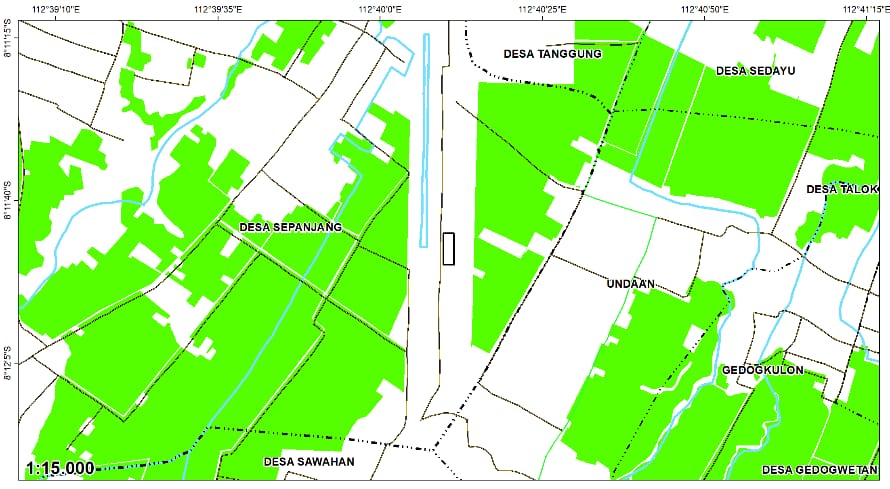 112°39'10"E 112°39'35"E 112°40'0"E 112°40'25"E 112°40'50"E 112°41'15"E
8°11'15"S
DESA TANGGUNG
DESA SEDAYU
8°11'40"S
DESA TALOK
DESA SEPANJANG
UNDAAN
8°12'5"S
GEDOGKULON
DESA SAWAHAN
1:15.000
DESA GEDOGWETAN